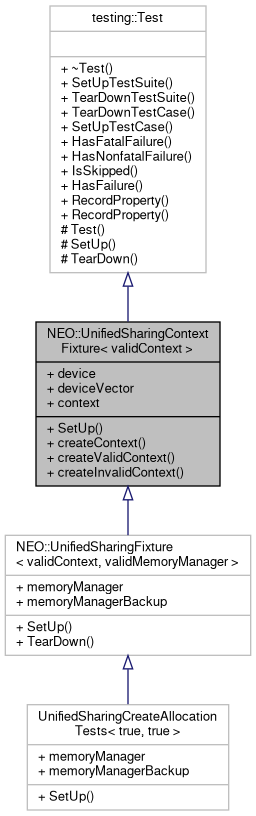 testing::Test
+ ~Test()
+ SetUpTestSuite()
+ TearDownTestSuite()
+ TearDownTestCase()
+ SetUpTestCase()
+ HasFatalFailure()
+ HasNonfatalFailure()
+ IsSkipped()
+ HasFailure()
+ RecordProperty()
+ RecordProperty()
# Test()
# SetUp()
# TearDown()
NEO::UnifiedSharingContext
Fixture< validContext >
+ device
+ deviceVector
+ context
+ SetUp()
+ createContext()
+ createValidContext()
+ createInvalidContext()
NEO::UnifiedSharingFixture
< validContext, validMemoryManager >
+ memoryManager
+ memoryManagerBackup
+ SetUp()
+ TearDown()
UnifiedSharingCreateAllocation
Tests< true, true >
+ memoryManager
+ memoryManagerBackup
+ SetUp()